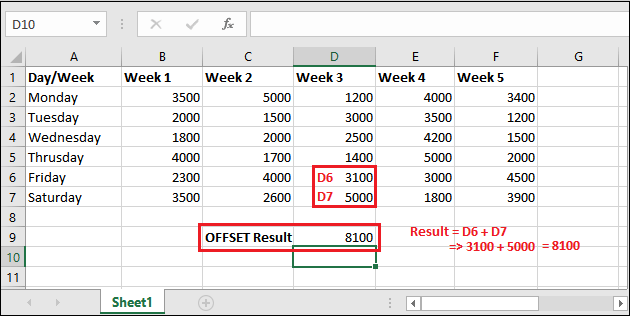 D10 fx
A B C D E F G
1 Day/Week Week 1 Week 2 Week 3 Week 4 Week 5
2 Monday 3500 5000 1200 4000 3400
3 Tuesday 2000 1500 3000 3500 1200
4 Wednesday 1800 2000 2500 4200 1500
5 Thrusday 4000 1700 1400 5000 2000
6 Friday 2300 4000 D6 3100 3000 4500
7 Saturday 3500 2600 D7 5000 1800 3900
8
9 OFFSET Result 8100 Result = D6 + D7
10 => 3100 + 5000 = 8100
11
Sheet1